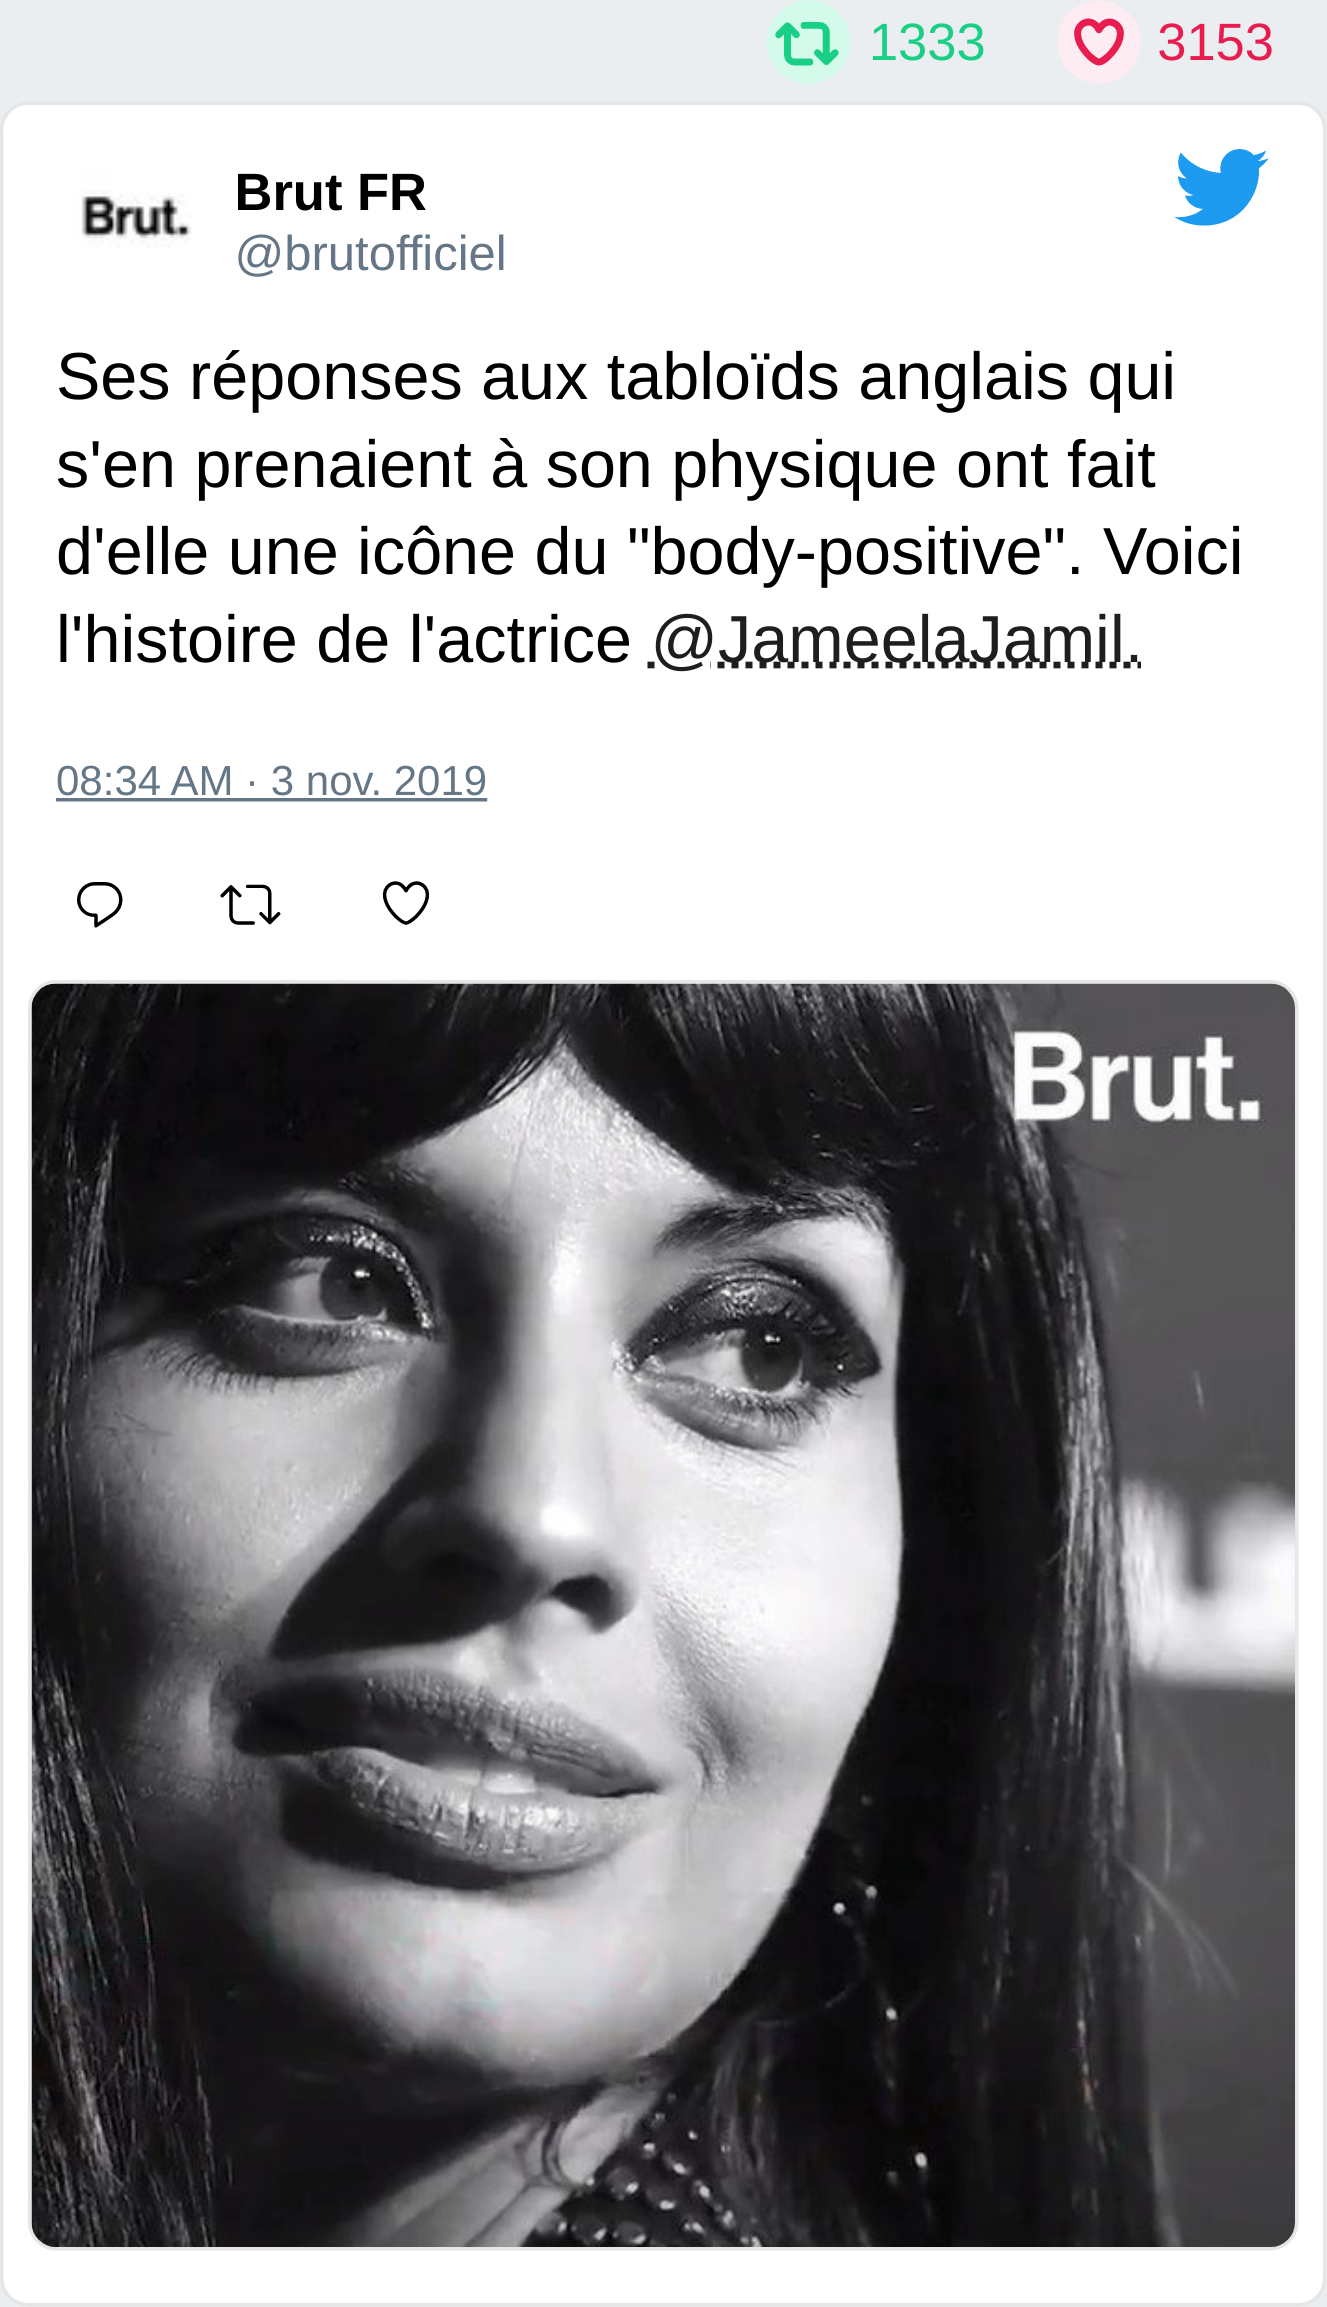 1333 3153
Brut.
Brut FR
@brutofficiel
Ses réponses aux tabloïds anglais qui
s'en prenaient à son physique ont fait
d'elle une icône du "body-positive". Voici
l'histoire de l'actrice @JameelaJamil.
08:34 AM · 3 nov. 2019
Brut.